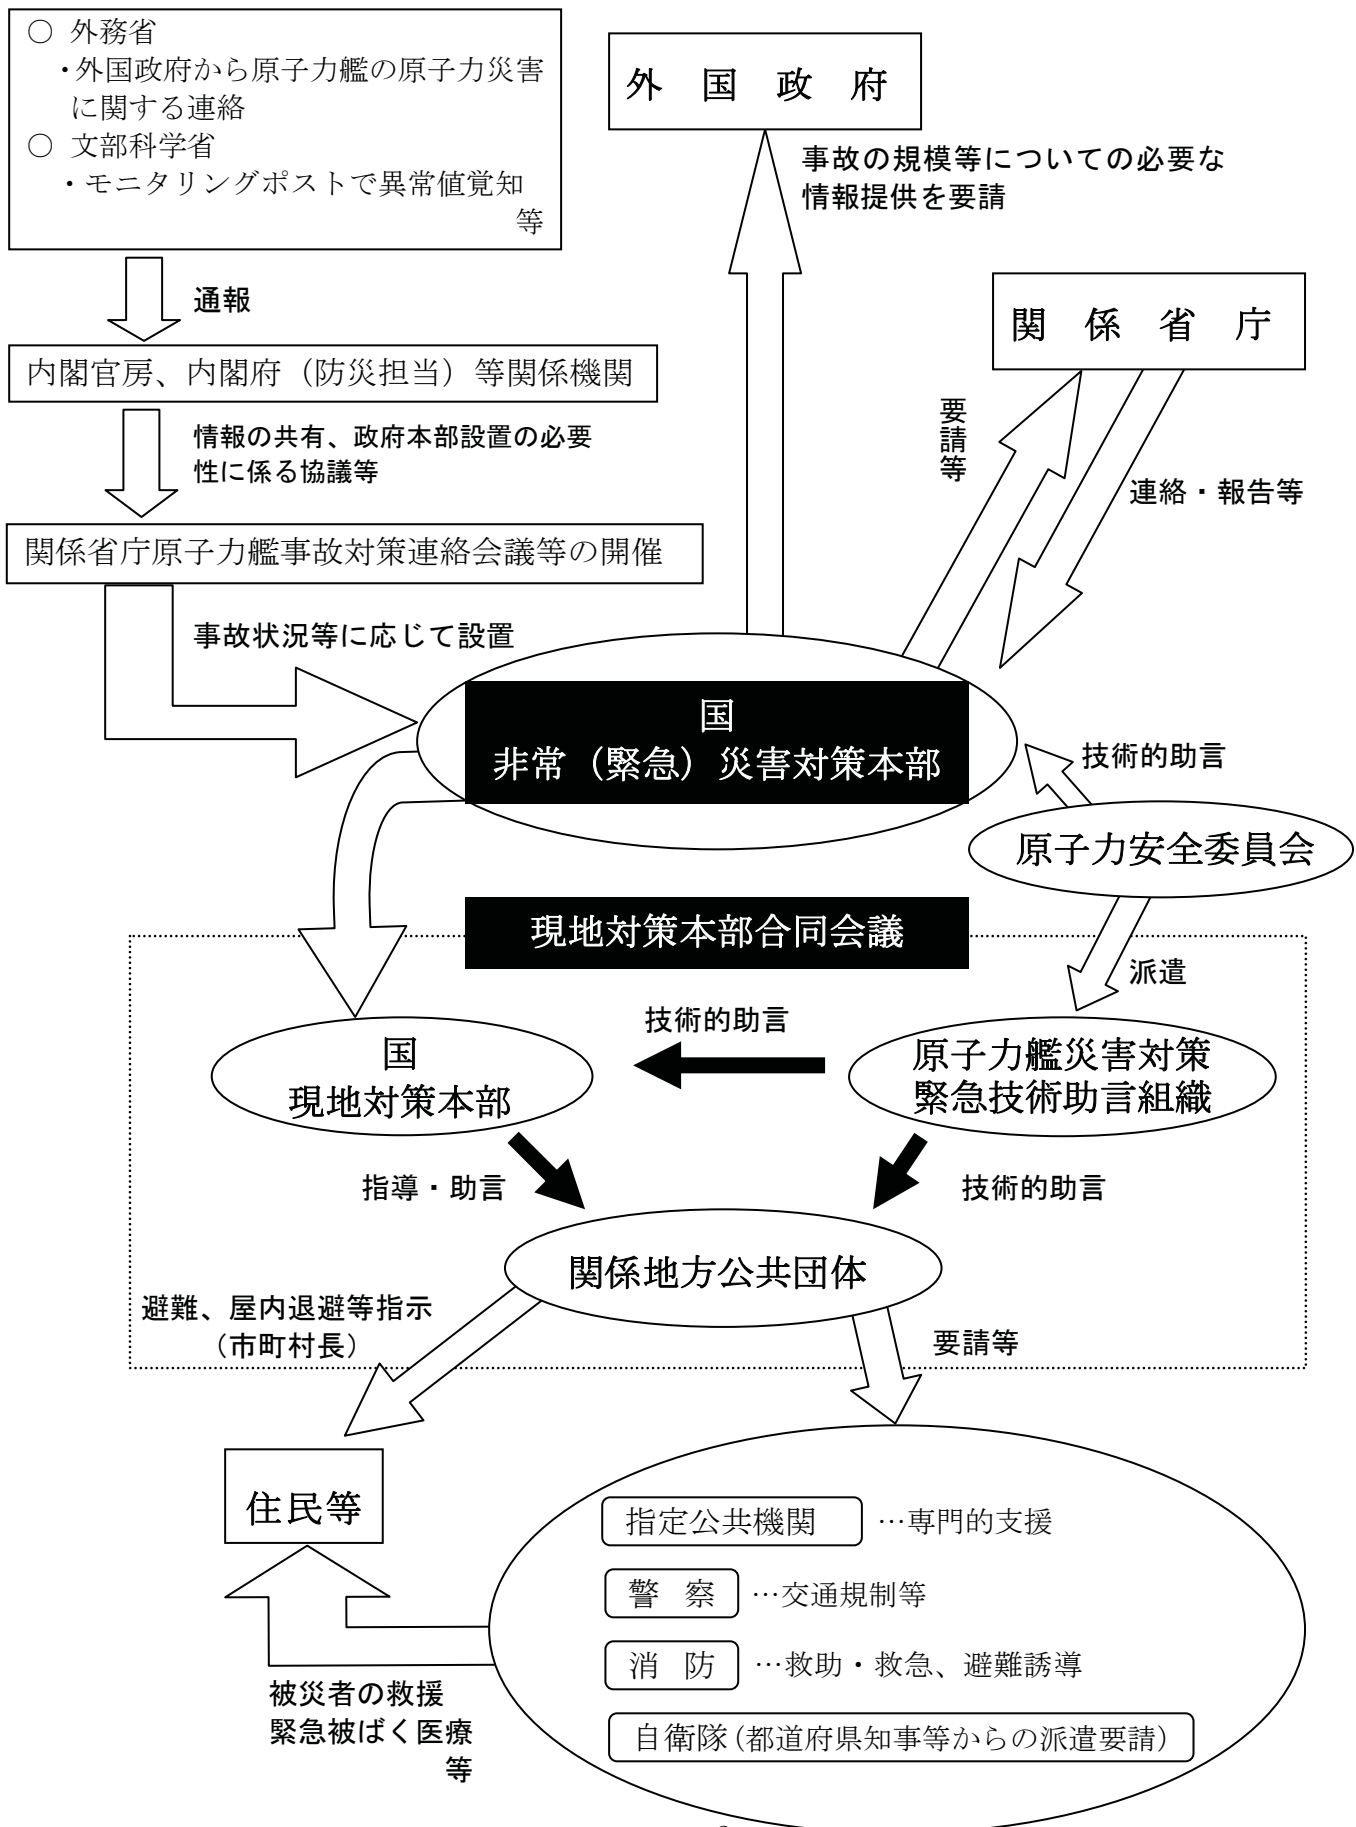 ○ 外務省
・外国政府から原子力艦の原子力災害
に関する連絡
○ 文部科学省
・モニタリングポストで異常値覚知
等
外 国 政 府
事故の規模等についての必要な
情報提供を要請
通報
関 係 省 庁
内閣官房、内閣府（防災担当）等関係機関
情報の共有、政府本部設置の必要
性に係る協議等
要請等
連絡・報告等
関係省庁原子力艦事故対策連絡会議等の開催
事故状況等に応じて設置
国
非常（緊急）災害対策本部
技術的助言
原子力安全委員会
現地対策本部合同会議
派遣
技術的助言
国
現地対策本部
原子力艦災害対策
緊急技術助言組織
指導・助言
技術的助言
関係地方公共団体
避難、屋内退避等指示
（市町村長）
要請等
住民等
指定公共機関 …専門的支援
警 察 …交通規制等
消 防 …救助・救急、避難誘導
自衛隊（都道府県知事等からの派遣要請）
被災者の救援
緊急被ばく医療
等